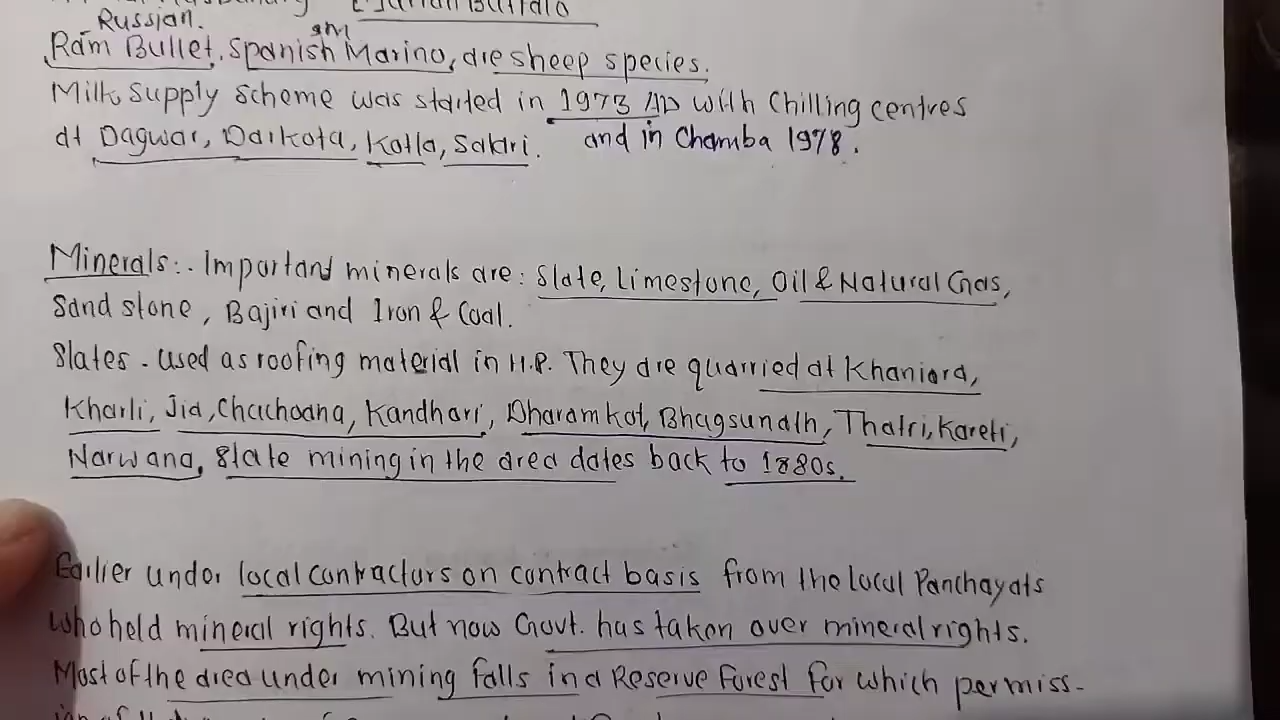 Russian.
Ram Bullet, Spanish Marino, are sheep species.
Milk supply scheme was started in 1973 AD with Chilling centres
at Dagwar, Darkata, Kotla, Sakri. and in Chamba 1978.
Minerals:. Important minerals are: Slate, Limestone, Oil & Natural Gas,
Sand stone, Bajiri and Iron & Coal.
Slates - used as roofing material in H.P. They are quarried at Khaniara,
Kharli, Jia, Chachoana, Kandhari, Dharamkot, Bhagsunath, Thatri, Kareti,
Narwana, Slate mining in the area dates back to 1880s.
Earlier under local contractors on contract basis from the local Panchayats
who held mineral rights. But now Govt. has taken over mineral rights.
Most of the area under mining falls in a Reserve Forest for which permiss-